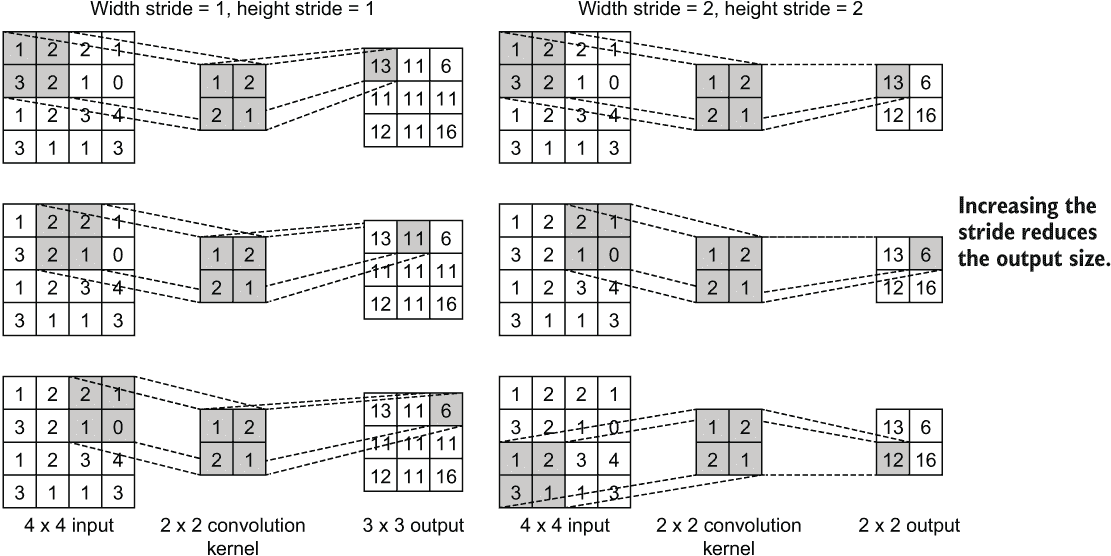 Width stride = 1, height stride = 1
1 2 2 1
3 2 1 0
1 2 3 4
3 1 1 3
1 2
2 1
13 11 6
11 11 11
12 11 16
1 2 2 1
3 2 1 0
1 2 3 4
3 1 1 3
1 2
2 1
13 11 6
11 11 11
12 11 16
1 2 2 1
3 2 1 0
1 2 3 4
3 1 1 3
1 2
2 1
13 11 6
11 11 11
12 11 16
4 x 4 input
2 x 2 convolution
kernel
3 x 3 output
Width stride = 2, height stride = 2
1 2 2 1
3 2 1 0
1 2 3 4
3 1 1 3
1 2
2 1
13 6
12 16
1 2 2 1
3 2 1 0
1 2 3 4
3 1 1 3
1 2
2 1
13 6
12 16
1 2 2 1
3 2 1 0
1 2 3 4
3 1 1 3
1 2
2 1
13 6
12 16
4 x 4 input
2 x 2 convolution
kernel
2 x 2 output
Increasing the
stride reduces
the output size.